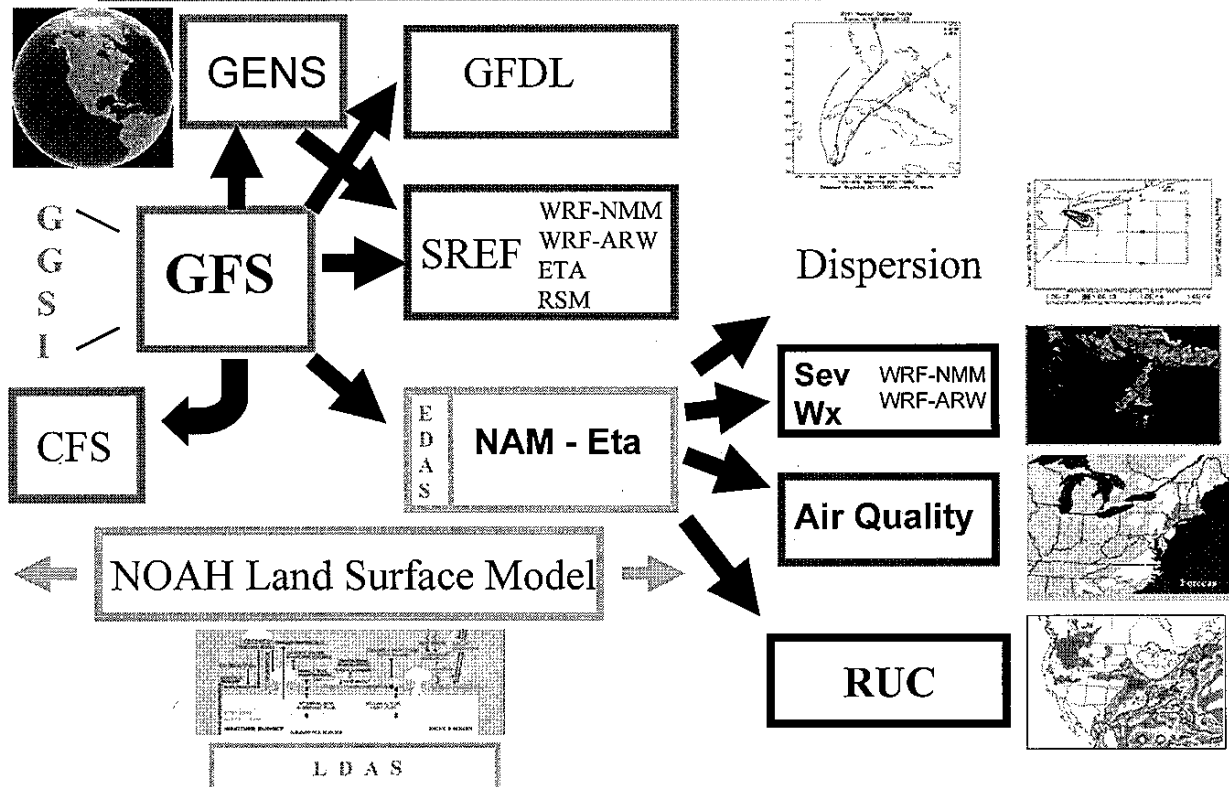 GENS
GFDL
G
G
S
I
GFS
SREF
WRF-NMM
WRF-ARW
ETA
RSM
Dispersion
CFS
E
D
A
S
NAM - Eta
Sev
Wx
WRF-NMM
WRF-ARW
Air Quality
Forecas
NOAH Land Surface Model
RUC
L D A S